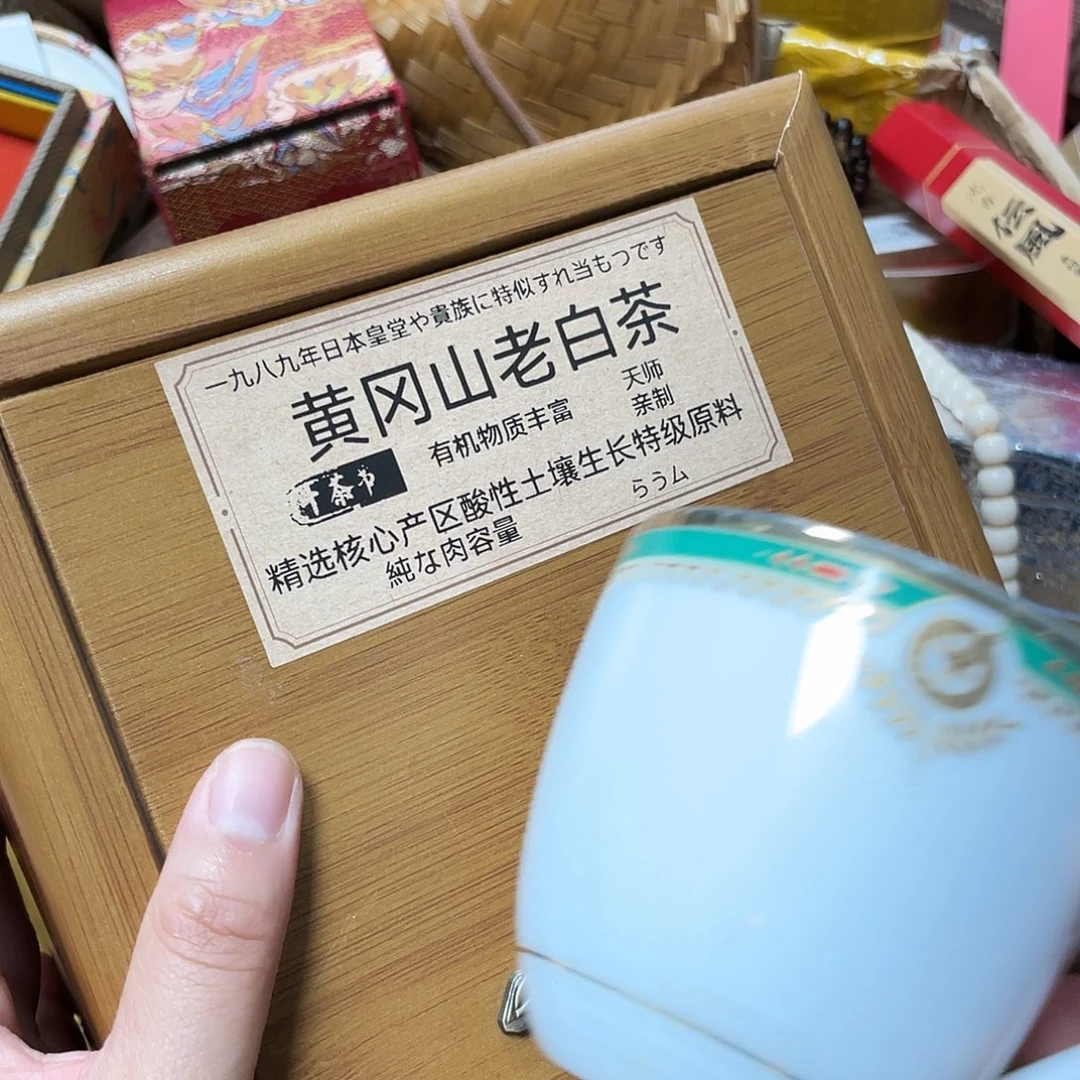 一九八九年日本皇堂や貴族に特似すれ当もつです
黄冈山老白茶
有机物质丰富
天师
亲制
精选核心产区酸性土壤生长特级原料
純な肉容量
らうム
伝風